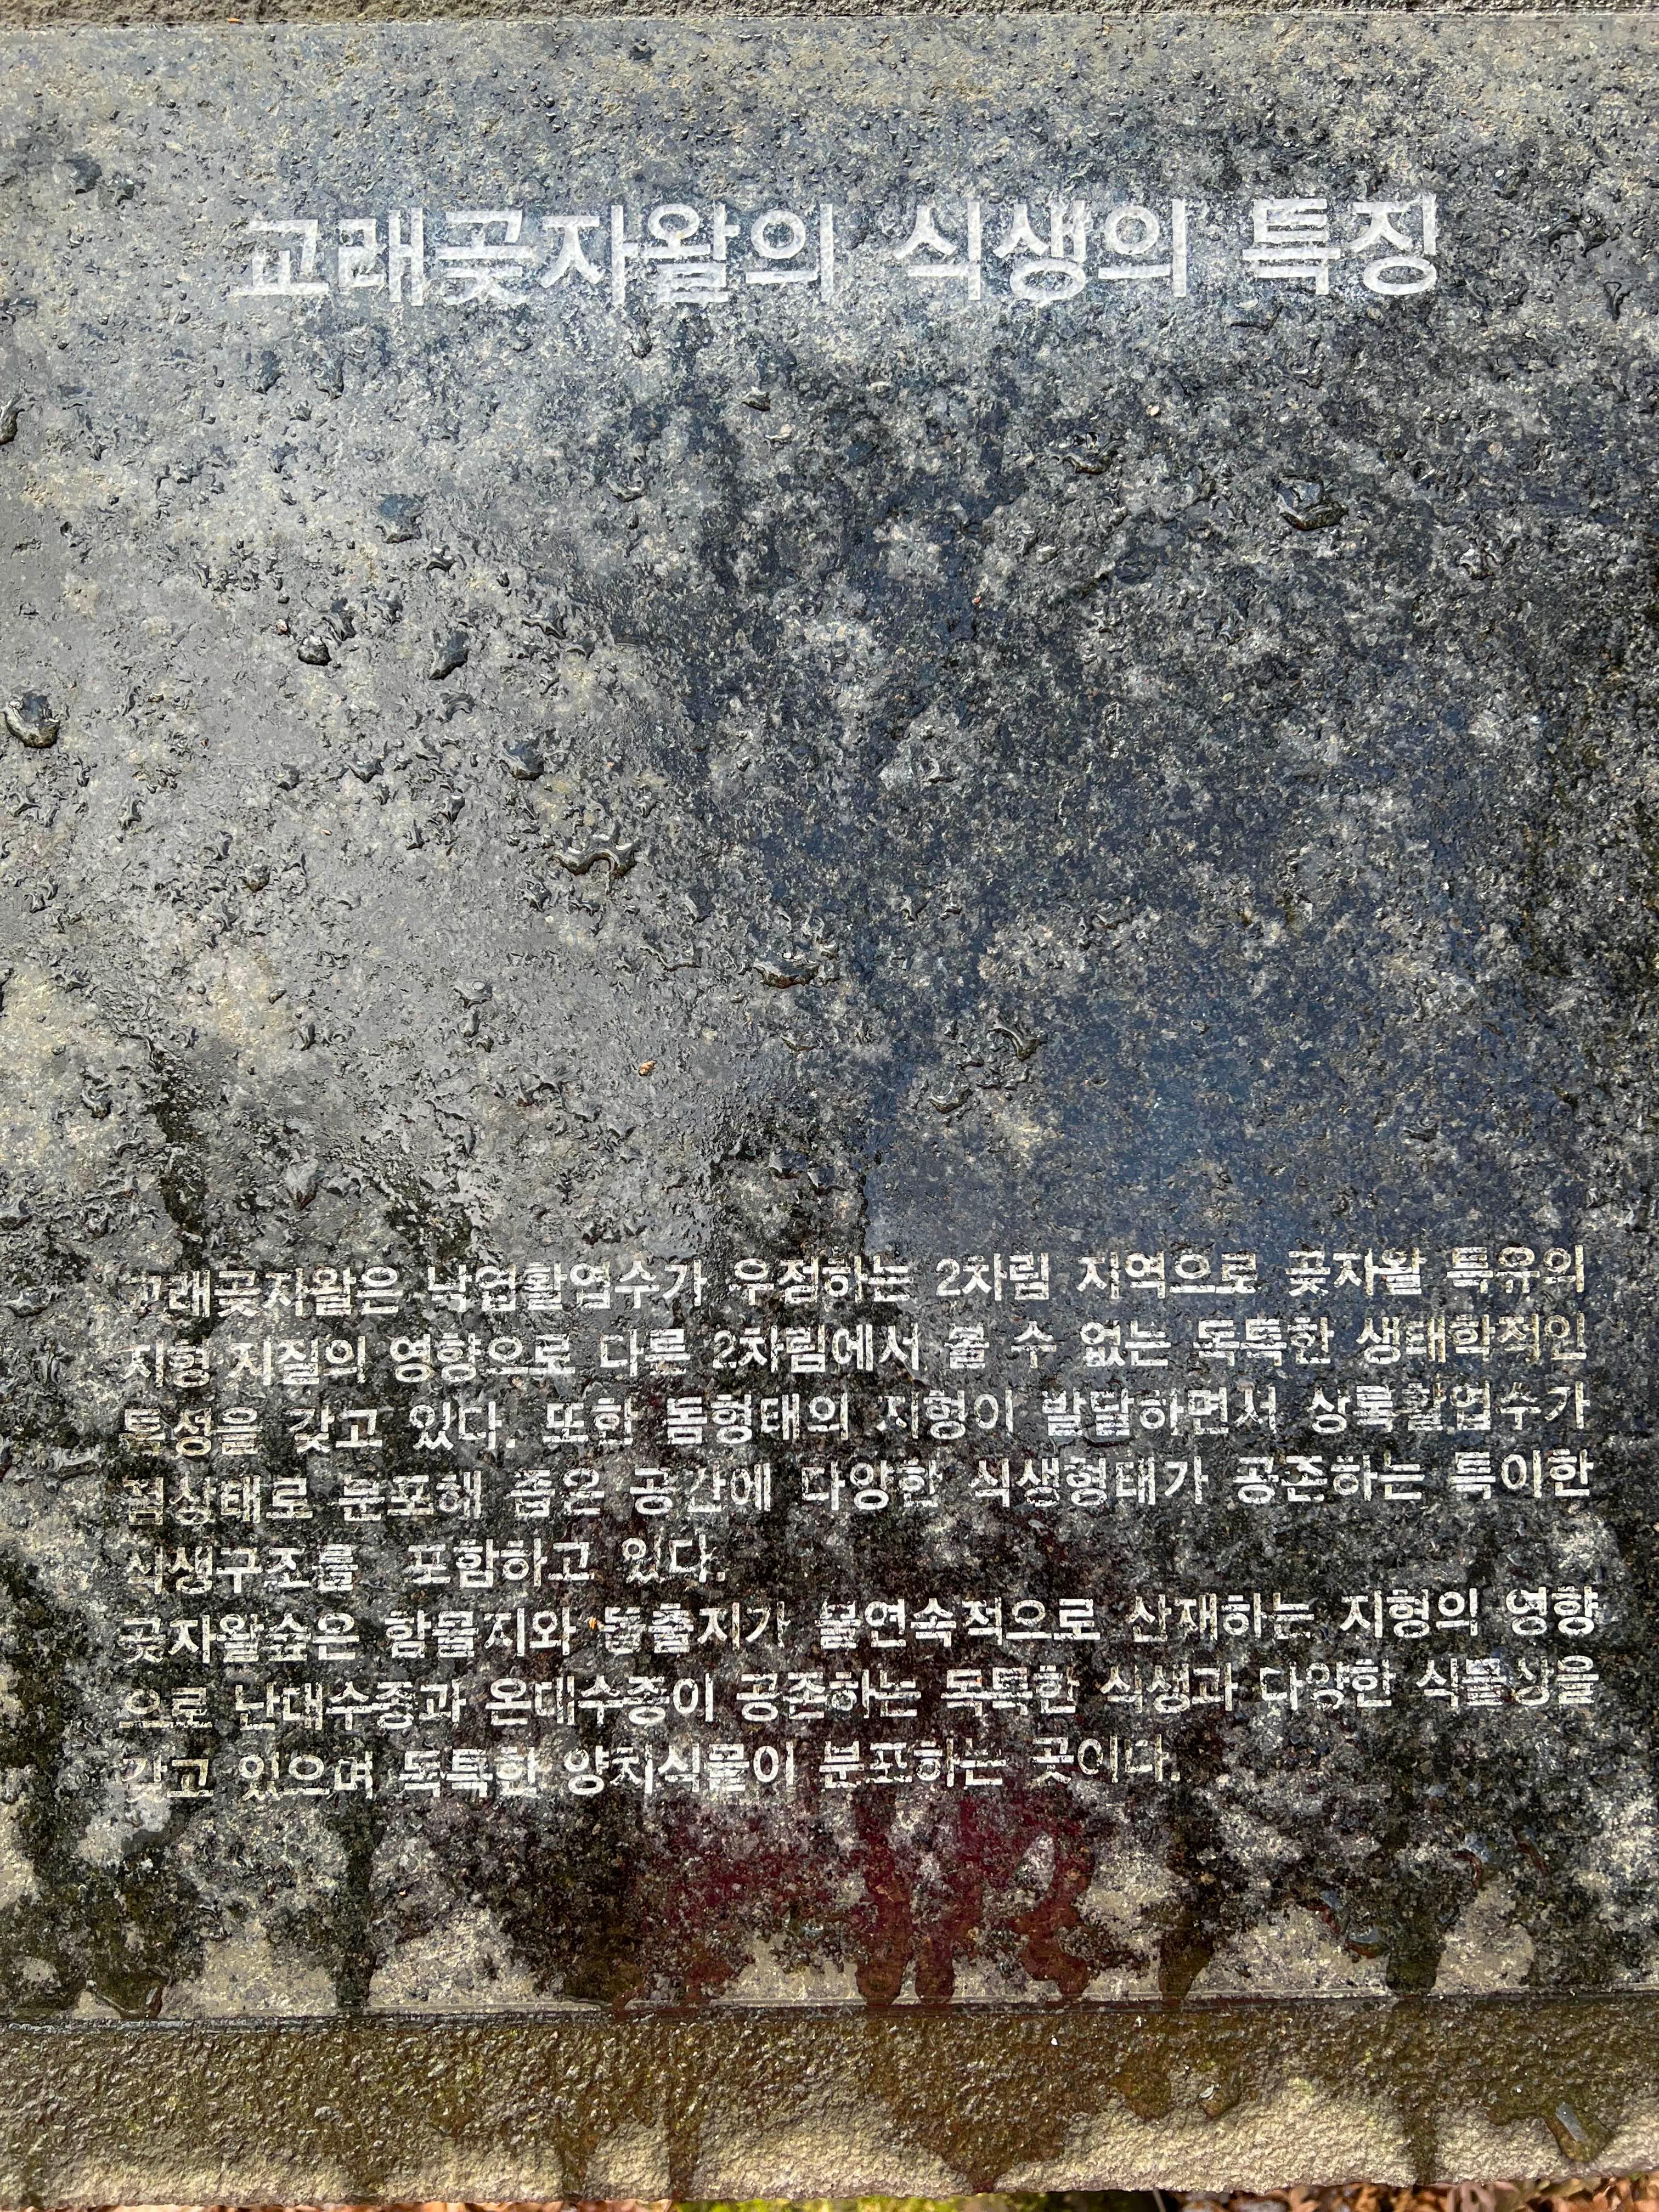 교래곶자왈의 식생의 특징
교래곶자왈은 낙엽활엽수가 우점하는 2차림 지역으로 곶자왈 특유의
지형 지질의 영향으로 다른 2차림에서 볼 수 없는 독특한 생태학적인
특성을 갖고 있다. 또한 돔형태의 지형이 발달하면서 상록활엽수가
점상태로 분포해 좁은 공간에 다양한 식생형태가 공존하는 특이한
식생구조를 포함하고 있다.
곶자왈숲은 함몰지와 돌출지가 불연속적으로 산재하는 지형의 영향
으로 난대수종과 온대수종이 공존하는 독특한 식생과 다양한 식물상을
갖고 있으며 독특한 양치식물이 분포하는 곳이다.